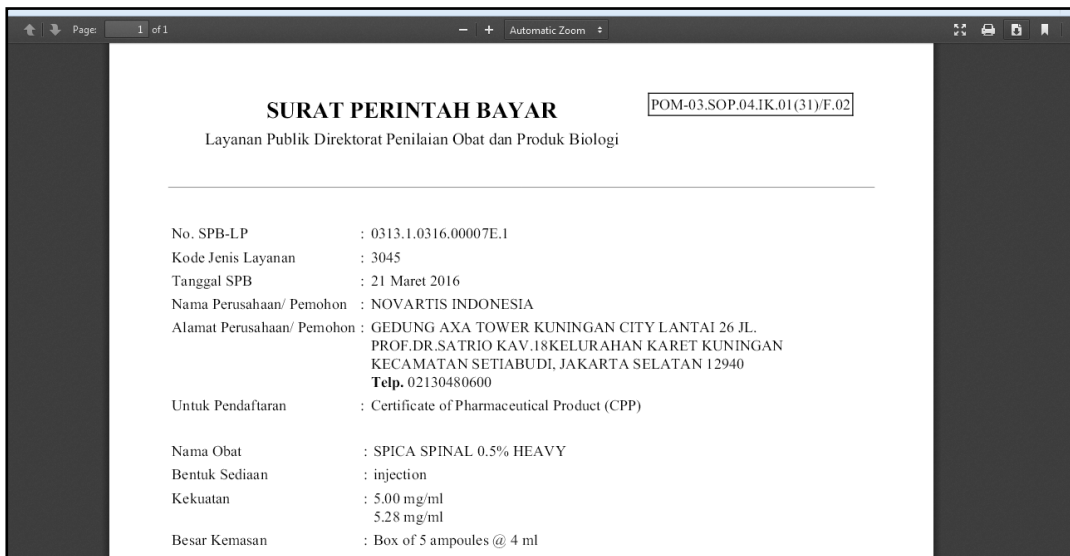 Page: 1 of 1 Automatic Zoom
SURAT PERINTAH BAYAR
POM-03.SOP.04.IK.01(31)/F.02
Layanan Publik Direktorat Penilaian Obat dan Produk Biologi
No. SPB-LP : 0313.1.0316.00007E.1
Kode Jenis Layanan : 3045
Tanggal SPB : 21 Maret 2016
Nama Perusahaan/ Pemohon : NOVARTIS INDONESIA
Alamat Perusahaan/ Pemohon : GEDUNG AXA TOWER KUNINGAN CITY LANTAI 26 JL.
PROF.DR.SATRIO KAV.18KELURAHAN KARET KUNINGAN
KECAMATAN SETIABUDI, JAKARTA SELATAN 12940
Telp. 02130480600
Untuk Pendaftaran : Certificate of Pharmaceutical Product (CPP)
Nama Obat : SPICA SPINAL 0.5% HEAVY
Bentuk Sediaan : injection
Kekuatan : 5.00 mg/ml
5.28 mg/ml
Besar Kemasan : Box of 5 ampoules @ 4 ml